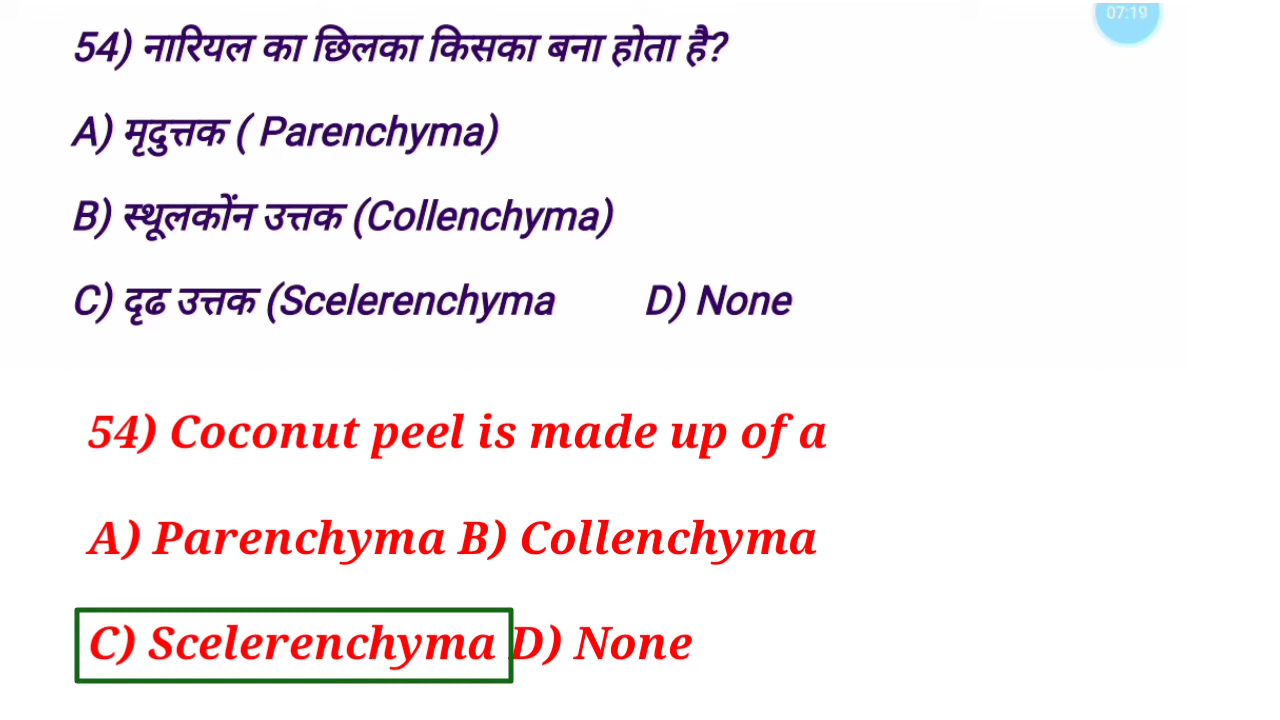 07:19
54) नारियल का छिलका किसका बना होता है?
A) मृदुत्तक ( Parenchyma)
B) स्थूलकोंन उत्तक (Collenchyma)
C) दृढ उत्तक (Scelerenchyma D) None
54) Coconut peel is made up of a
A) Parenchyma B) Collenchyma
C) Scelerenchyma D) None